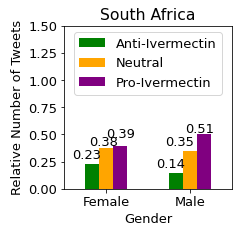 South Africa
Relative Number of Tweets
1.50
1.25
1.00
0.75
0.50
0.25
0.00
Anti-Ivermectin
Neutral
Pro-Ivermectin
0.23
0.38
0.39
0.14
0.35
0.51
Female
Male
Gender